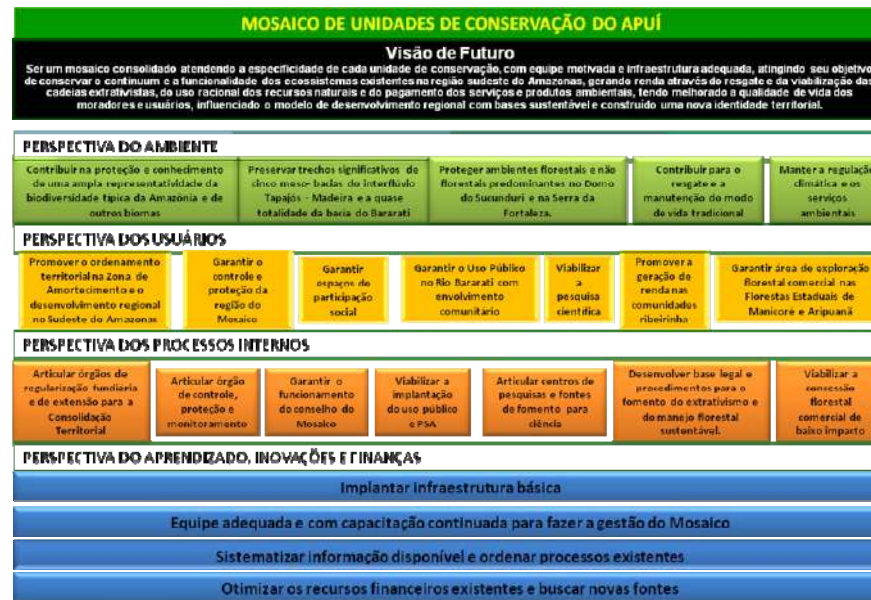 MOSAICO DE UNIDADES DE CONSERVAÇÃO DO APUÍ
Visão de Futuro
Ser um mosaico consolidado atendendo a especificidade de cada unidade de conservação, com equipe motivada e infraestrutura adequada, atingindo seu objetivo
de conservar o continuum e a funcionalidade dos ecossistemas existentes na região sudeste do Amazonas, gerando renda através do resgate e da viabilização das
cadeias extrativistas, do uso racional dos recursos naturais e do pagamento dos serviços e produtos ambientais, tendo melhorado a qualidade de vida dos
moradores e usuários, influenciado o modelo de desenvolvimento regional com bases sustentável e construido uma nova identidade territorial.
PERSPECTIVA DO AMBIENTE
Contribuir na proteção e conhecimento
de uma ampla representatividade da
biodiversidade típica da Amazônia e de
outros biomas
Preservar trechos significativos de
cinco meso- bacias do interflúvio
Tapajós - Madeira e a quase
totalidade da bacia do Bararati
Proteger ambientes florestais e não
florestais predominantes no Domo
do Sucunduri e na Serra da
Fortaleza.
Contribuir para o
resgate e a
manutenção do modo
de vida tradicional
Manter a regulação
climática e os
serviços
ambientais
PERSPECTIVA DOS USUÁRIOS
Promover o ordenamento
territorial na Zona de
Amortecimento e o
desenvolvimento regional
no Sudeste do Amazonas
Garantir o
controle e
proteção da
região do
Mosaico
Garantir
espaços de
participação
social
Garantir o Uso Público
no Rio Bararati com
envolvimento
comunitário
Viabilizar
a
pesquisa
científica
Promover a
geração de
renda nas
comunidades
ribeirinha
Garantir área de exploração
florestal comercial nas
Florestas Estaduais de
Manicoré e Aripuanã
PERSPECTIVA DOS PROCESSOS INTERNOS
Articular órgãos de
regularização fundiária
e de extensão para a
Consolidação
Territorial
Articular órgão
de controle,
proteção e
monitoramento
Garantir o
funcionamento
do conselho do
Mosaico
Viabilizar a
implantação
do uso público
e PSA
Articular centros de
pesquisas e fontes
de fomento para
ciência
Desenvolver base legal e
procedimentos para o
fomento do extrativismo e
do manejo florestal
sustentável.
Viabilizar a
concessão
florestal
comercial de
baixo impacto
PERSPECTIVA DO APRENDIZADO, INOVAÇÕES E FINANÇAS
Implantar infraestrutura básica
Equipe adequada e com capacitação continuada para fazer a gestão do Mosaico
Sistematizar informação disponível e ordenar processos existentes
Otimizar os recursos financeiros existentes e buscar novas fontes